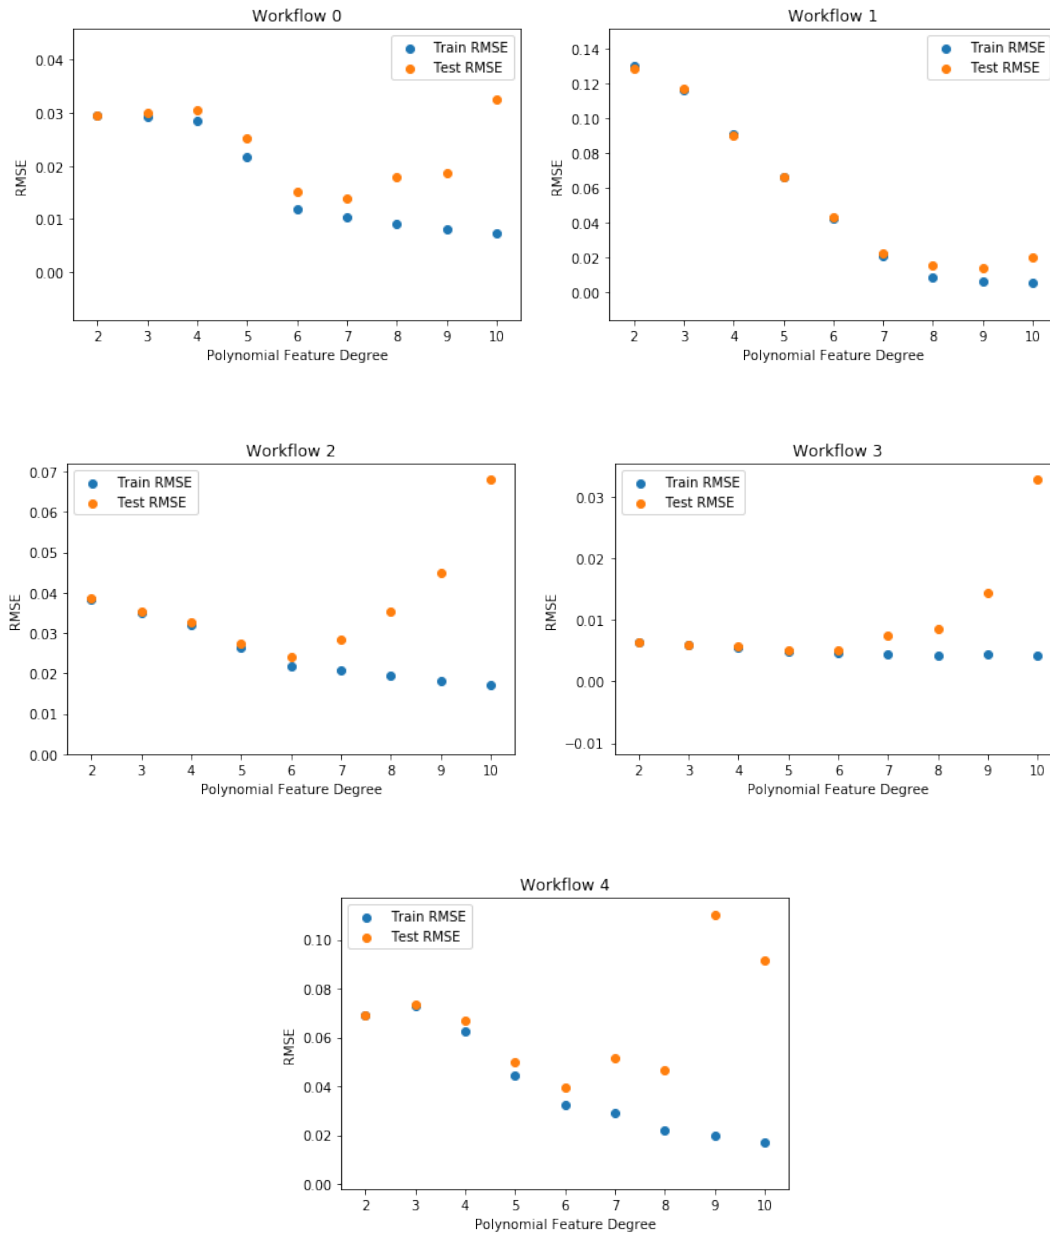 Workflow 0
0.04
0.03
0.02
0.01
0.00
RMSE
Train RMSE
Test RMSE
2 3 4 5 6 7 8 9 10
Polynomial Feature Degree
Workflow 1
0.14
0.12
0.10
0.08
0.06
0.04
0.02
0.00
RMSE
Train RMSE
Test RMSE
2 3 4 5 6 7 8 9 10
Polynomial Feature Degree
Workflow 2
0.07
0.06
0.05
0.04
0.03
0.02
0.01
0.00
RMSE
Train RMSE
Test RMSE
2 3 4 5 6 7 8 9 10
Polynomial Feature Degree
Workflow 3
0.03
0.02
0.01
0.00
−0.01
RMSE
Train RMSE
Test RMSE
2 3 4 5 6 7 8 9 10
Polynomial Feature Degree
Workflow 4
0.10
0.08
0.06
0.04
0.02
0.00
RMSE
Train RMSE
Test RMSE
2 3 4 5 6 7 8 9 10
Polynomial Feature Degree